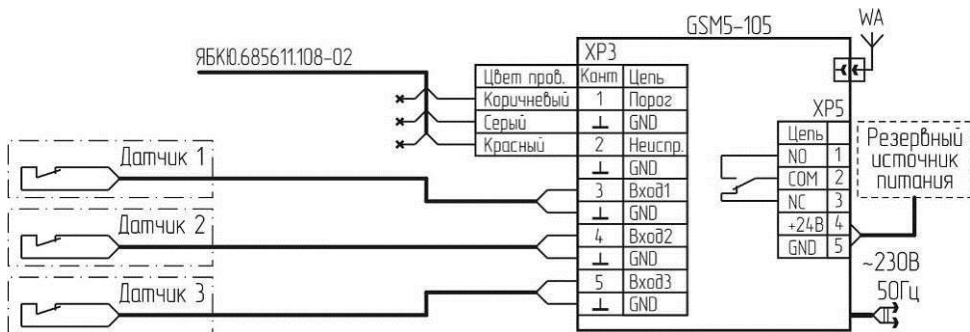 GSM5-105
WA
ЯБКЮ.685611.108-02
XP3
Цвет пров. Конт Цепь
Коричневый 1 Порог
Серый ⊥ GND
Красный 2 Неиспр.
⊥ GND
3 Вход1
⊥ GND
4 Вход2
⊥ GND
5 Вход3
⊥ GND
Датчик 1
Датчик 2
Датчик 3
XP5
Цепь
NO 1
COM 2
NC 3
+24В 4
GND 5
Резервный
источник
питания
~230В
50Гц